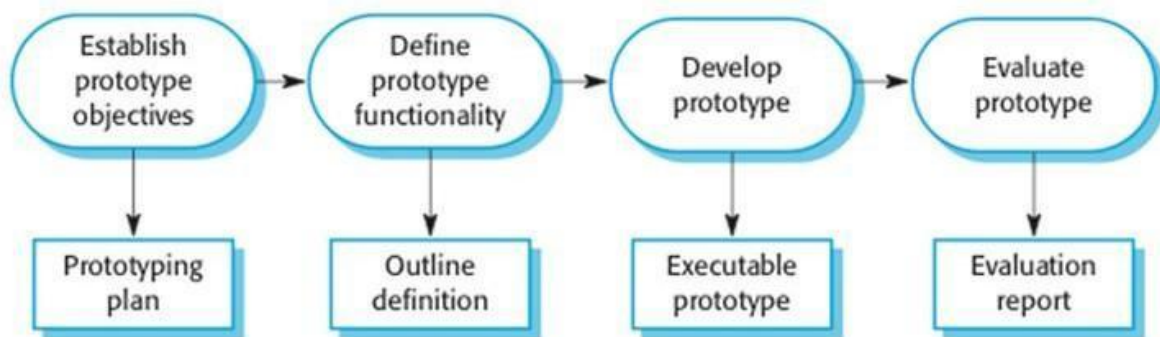 Establish
prototype
objectives
Define
prototype
functionality
Develop
prototype
Evaluate
prototype
Prototyping
plan
Outline
definition
Executable
prototype
Evaluation
report